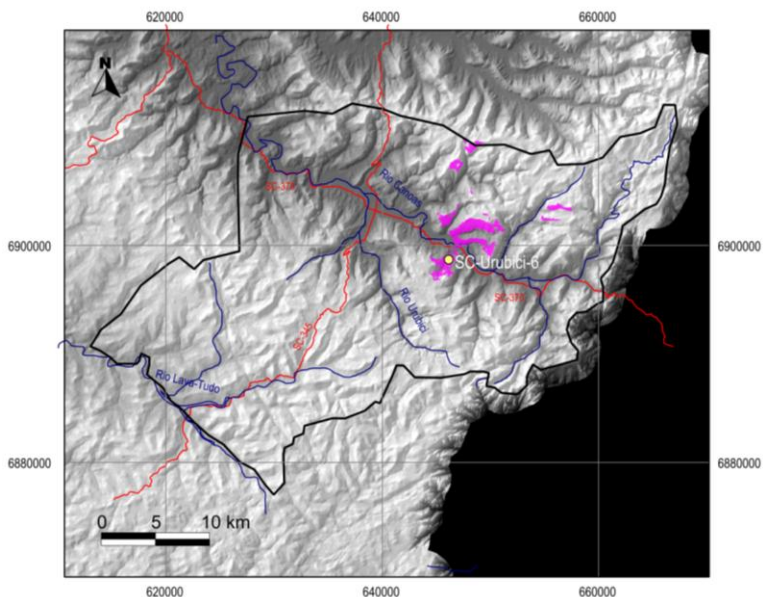 620000 640000 660000
N
Rio Canoas
SC-370
6900000 6900000
SC-Urubici-6
SC-370
Rio Urubici
Rio Lava-Tudo
6880000 6880000
0 5 10 km
620000 640000 660000